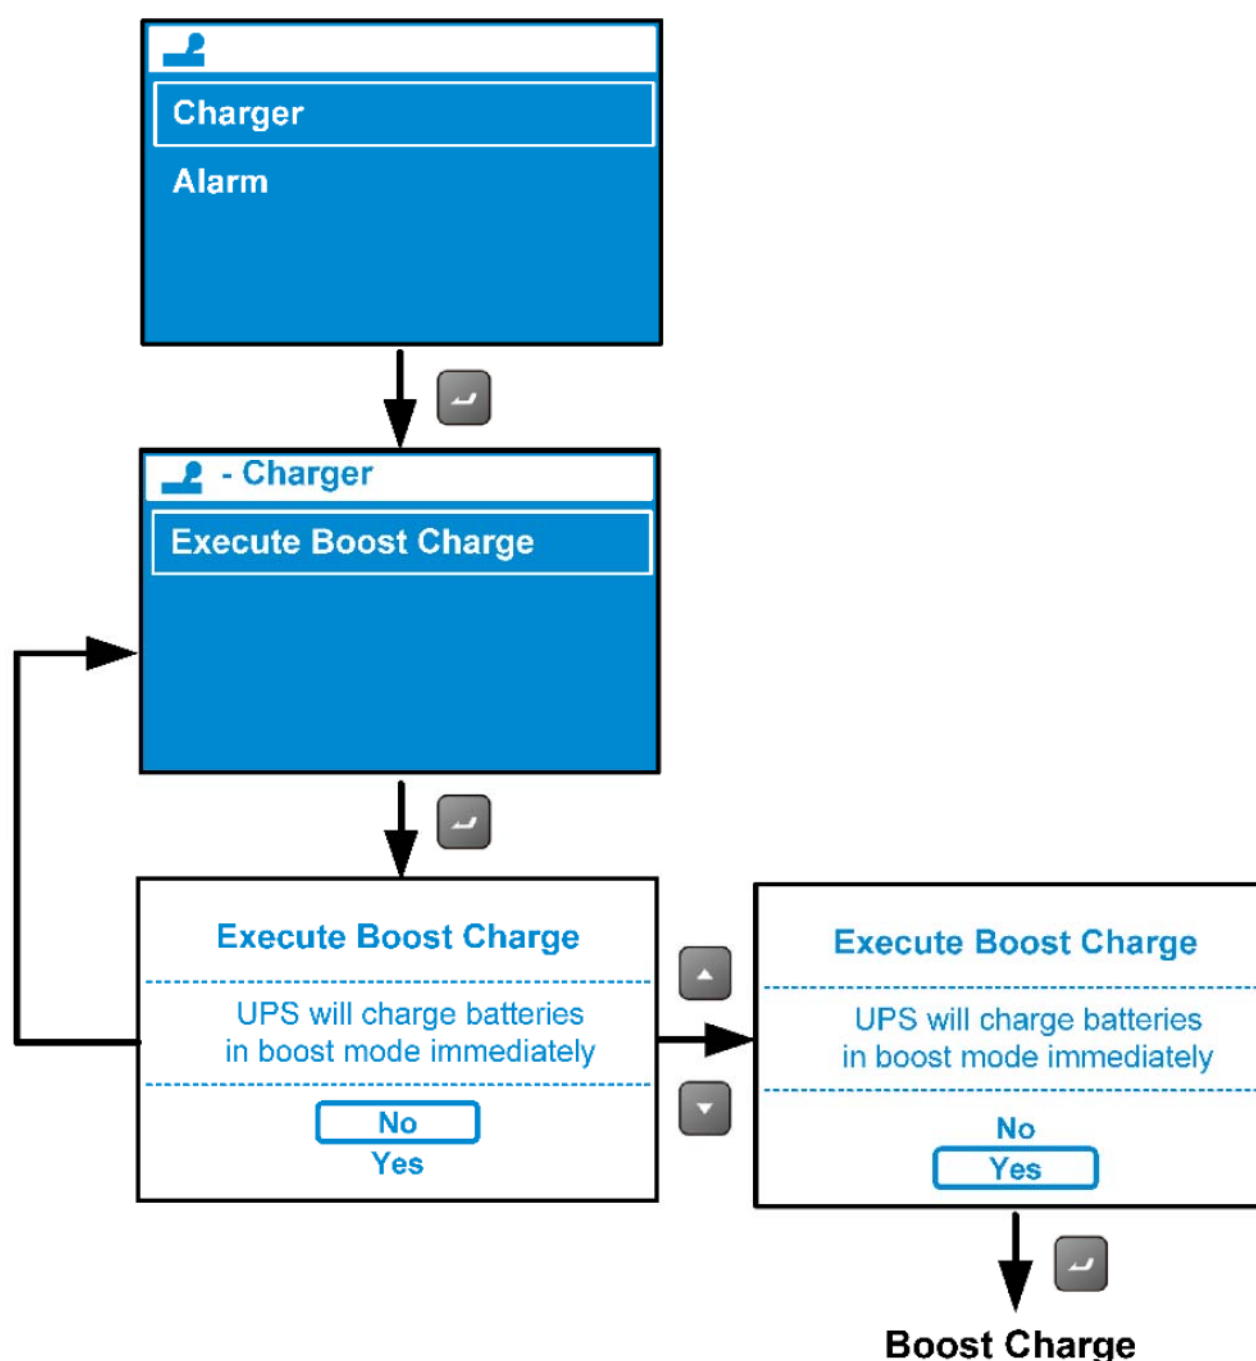 Charger
Alarm
- Charger
Execute Boost Charge
Execute Boost Charge
UPS will charge batteries
in boost mode immediately
No
Yes
Execute Boost Charge
UPS will charge batteries
in boost mode immediately
No
Yes
Boost Charge